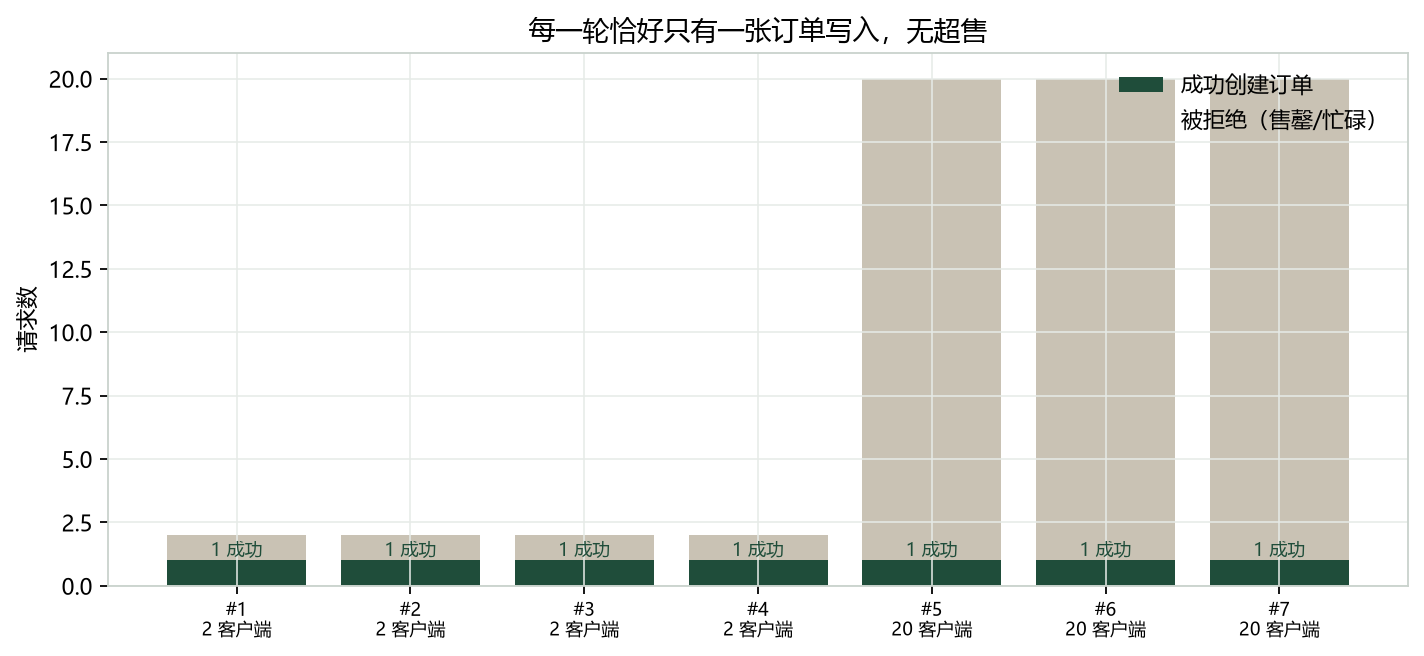 每一轮恰好只有一张订单写入，无超售
成功创建订单
被拒绝（售罄/忙碌）
请求数
20.0
17.5
15.0
12.5
10.0
7.5
5.0
2.5
0.0
1 成功
1 成功
1 成功
1 成功
1 成功
1 成功
1 成功
#1
2 客户端
#2
2 客户端
#3
2 客户端
#4
2 客户端
#5
20 客户端
#6
20 客户端
#7
20 客户端